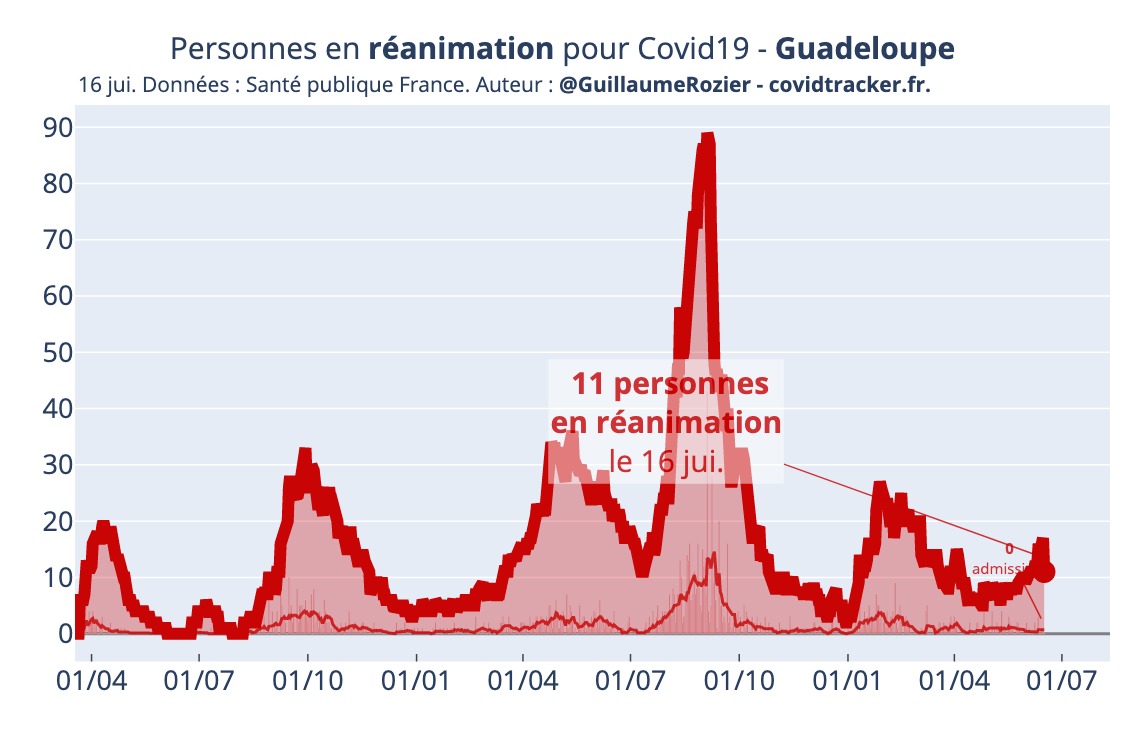 Personnes en réanimation pour Covid19 - Guadeloupe
16 jui. Données : Santé publique France. Auteur : @GuillaumeRozier - covidtracker.fr.
90
80
70
60
50
40
30
20
10
0
11 personnes
en réanimation
le 16 jui.
0
01/04 01/07 01/10 01/01 01/04 01/07 01/10 01/01 01/04 01/07